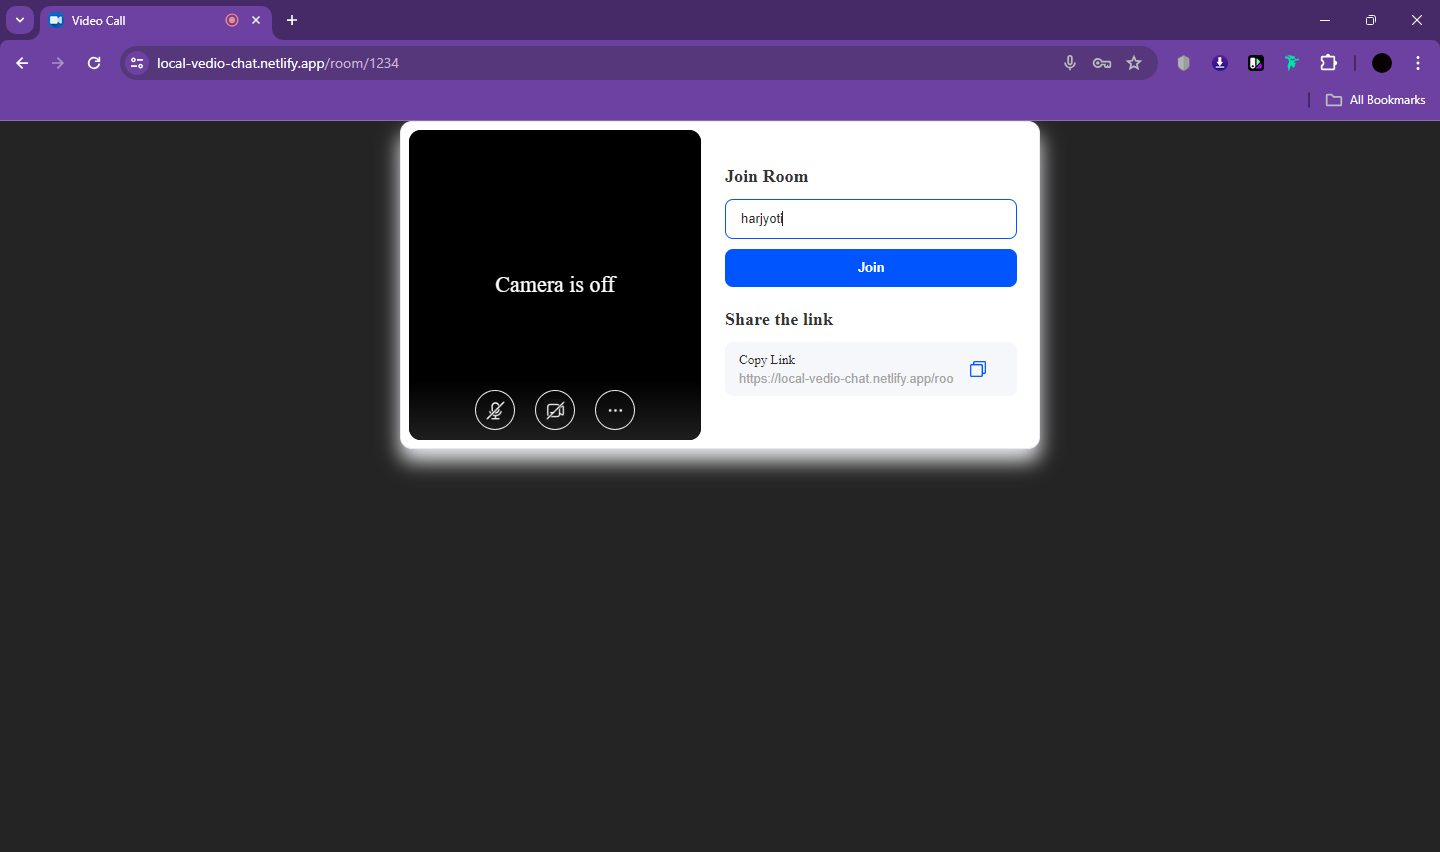 Video Call
local-vedio-chat.netlify.app/room/1234
All Bookmarks
Camera is off
Join Room
harjyoti
Join
Share the link
Copy Link
https://local-vedio-chat.netlify.app/roo